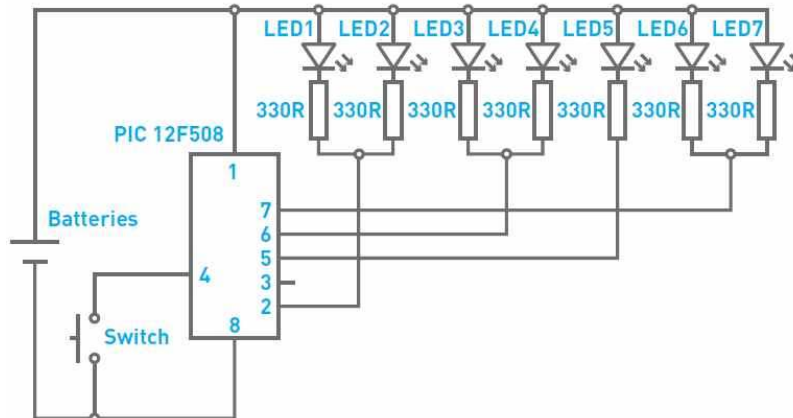 LED1 LED2 LED3 LED4 LED5 LED6 LED7
330R 330R 330R 330R 330R 330R 330R
PIC 12F508
1
7
Batteries
6
5
4
3
2
8
Switch